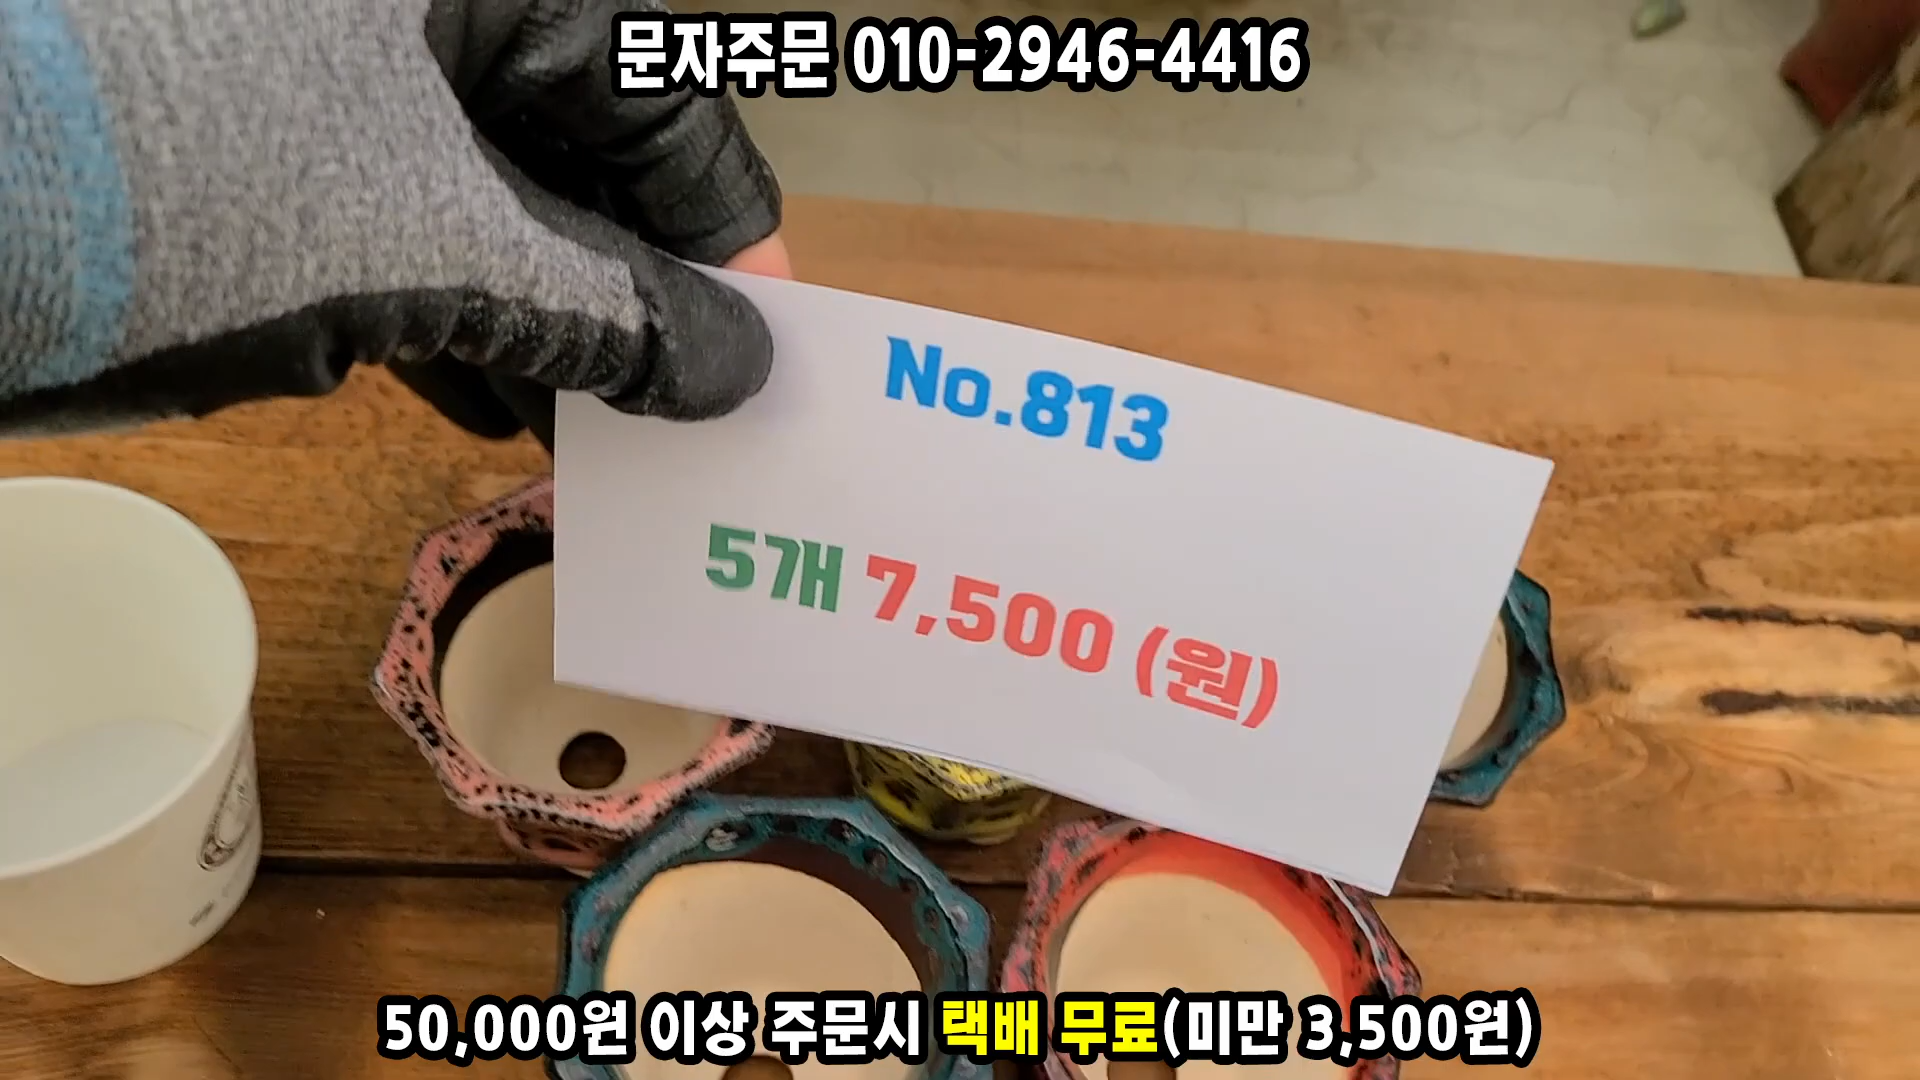 문자주문 010-2946-4416
No.813
5개 7,500 (원)
50,000원 이상 주문시 택배 무료(미만 3,500원)